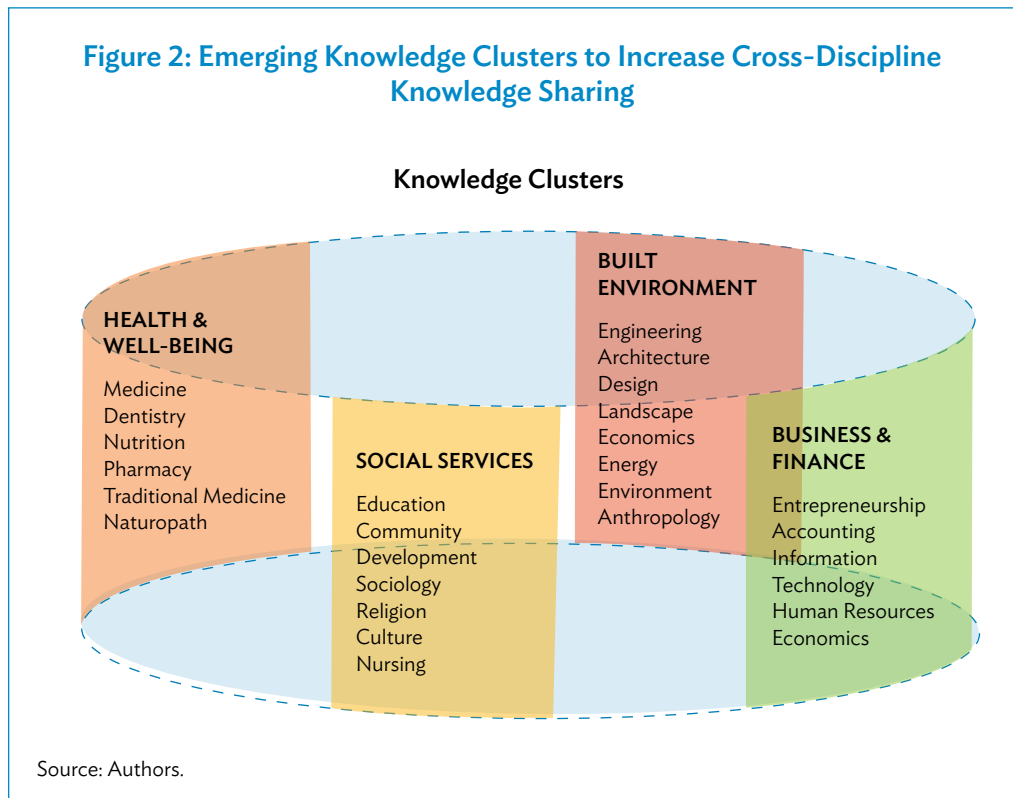 Figure 2: Emerging Knowledge Clusters to Increase Cross-Discipline
Knowledge Sharing
Knowledge Clusters
HEALTH &
WELL-BEING
Medicine
Dentistry
Nutrition
Pharmacy
Traditional Medicine
Naturopath
SOCIAL SERVICES
Education
Community
Development
Sociology
Religion
Culture
Nursing
BUILT
ENVIRONMENT
Engineering
Architecture
Design
Landscape
Economics
Energy
Environment
Anthropology
BUSINESS &
FINANCE
Entrepreneurship
Accounting
Information
Technology
Human Resources
Economics
Source: Authors.